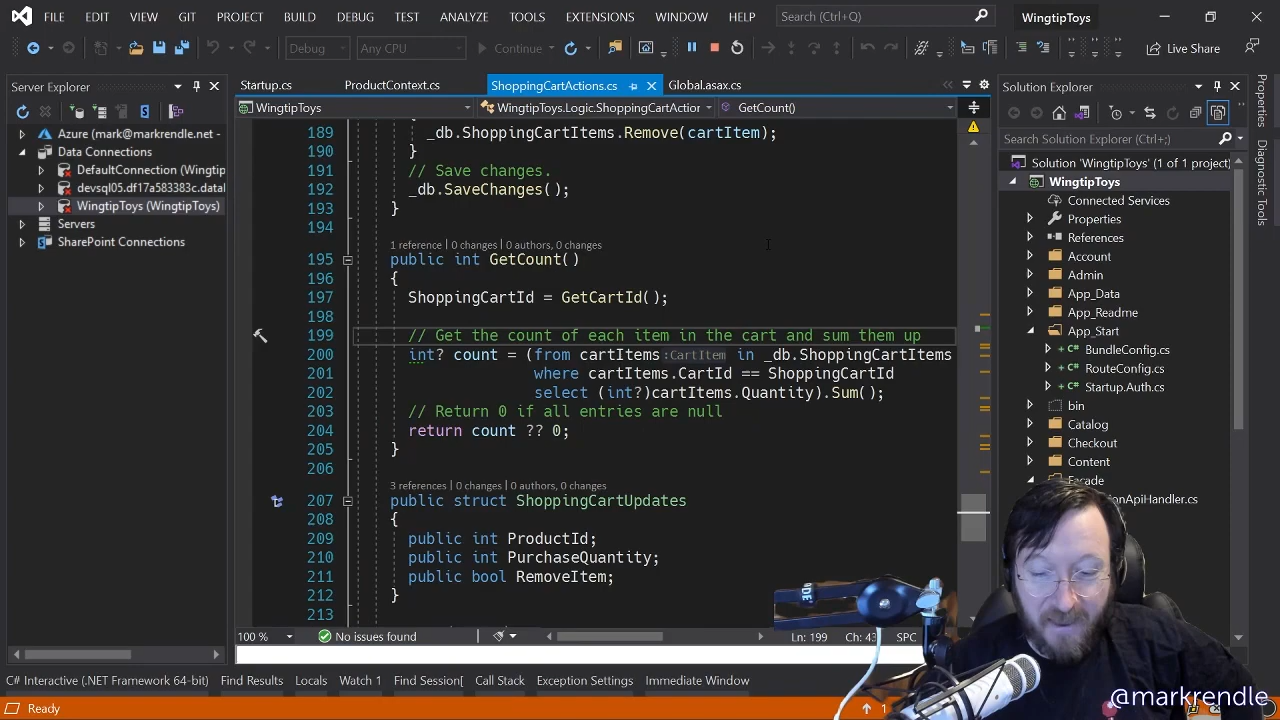 FILE EDIT VIEW GIT PROJECT BUILD DEBUG TEST ANALYZE TOOLS EXTENSIONS WINDOW HELP Search (Ctrl+Q) WingtipToys
Debug Any CPU Continue Live Share
Server Explorer
Azure (mark@markrendle.net -
Data Connections
DefaultConnection (Wingtip
devsql05.df17a583383c.datal
WingtipToys (WingtipToys)
Servers
SharePoint Connections
Startup.cs ProductContext.cs ShoppingCartActions.cs Global.asax.cs
WingtipToys WingtipToys.Logic.ShoppingCartAction GetCount()
189 _db.ShoppingCartItems.Remove(cartItem);
190 }
191 // Save changes.
192 _db.SaveChanges();
193 }
194
1 reference | 0 changes | 0 authors, 0 changes
195 public int GetCount()
196 {
197 ShoppingCartId = GetCartId();
198
199 // Get the count of each item in the cart and sum them up
200 int? count = (from cartItems:CartItem in _db.ShoppingCartItems
201 where cartItems.CartId == ShoppingCartId
202 select (int?)cartItems.Quantity).Sum();
203 // Return 0 if all entries are null
204 return count ?? 0;
205 }
206
3 references | 0 changes | 0 authors, 0 changes
207 public struct ShoppingCartUpdates
208 {
209 public int ProductId;
210 public int PurchaseQuantity;
211 public bool RemoveItem;
212 }
213
100 % No issues found Ln: 199 Ch: 43 SPC
Solution Explorer
Search Solution Explorer (Ctrl+
Solution 'WingtipToys' (1 of 1 project)
WingtipToys
Connected Services
Properties
References
Account
Admin
App_Data
App_Readme
App_Start
BundleConfig.cs
RouteConfig.cs
Startup.Auth.cs
bin
Catalog
Checkout
Content
Facade
ionApiHandler.cs
Properties
Diagnostic Tools
C# Interactive (.NET Framework 64-bit) Find Results Locals Watch 1 Find Session[ Call Stack Exception Settings Immediate Window
Ready 1
@markrendle